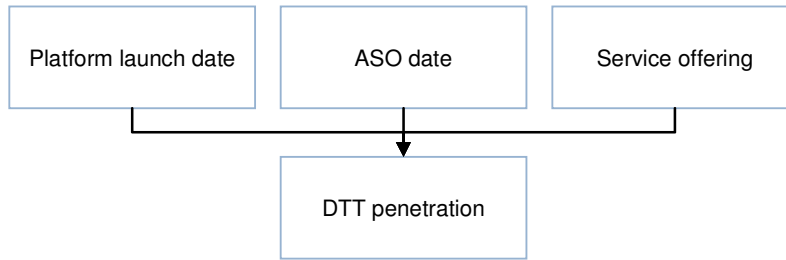 Platform launch date
ASO date
Service offering
DTT penetration